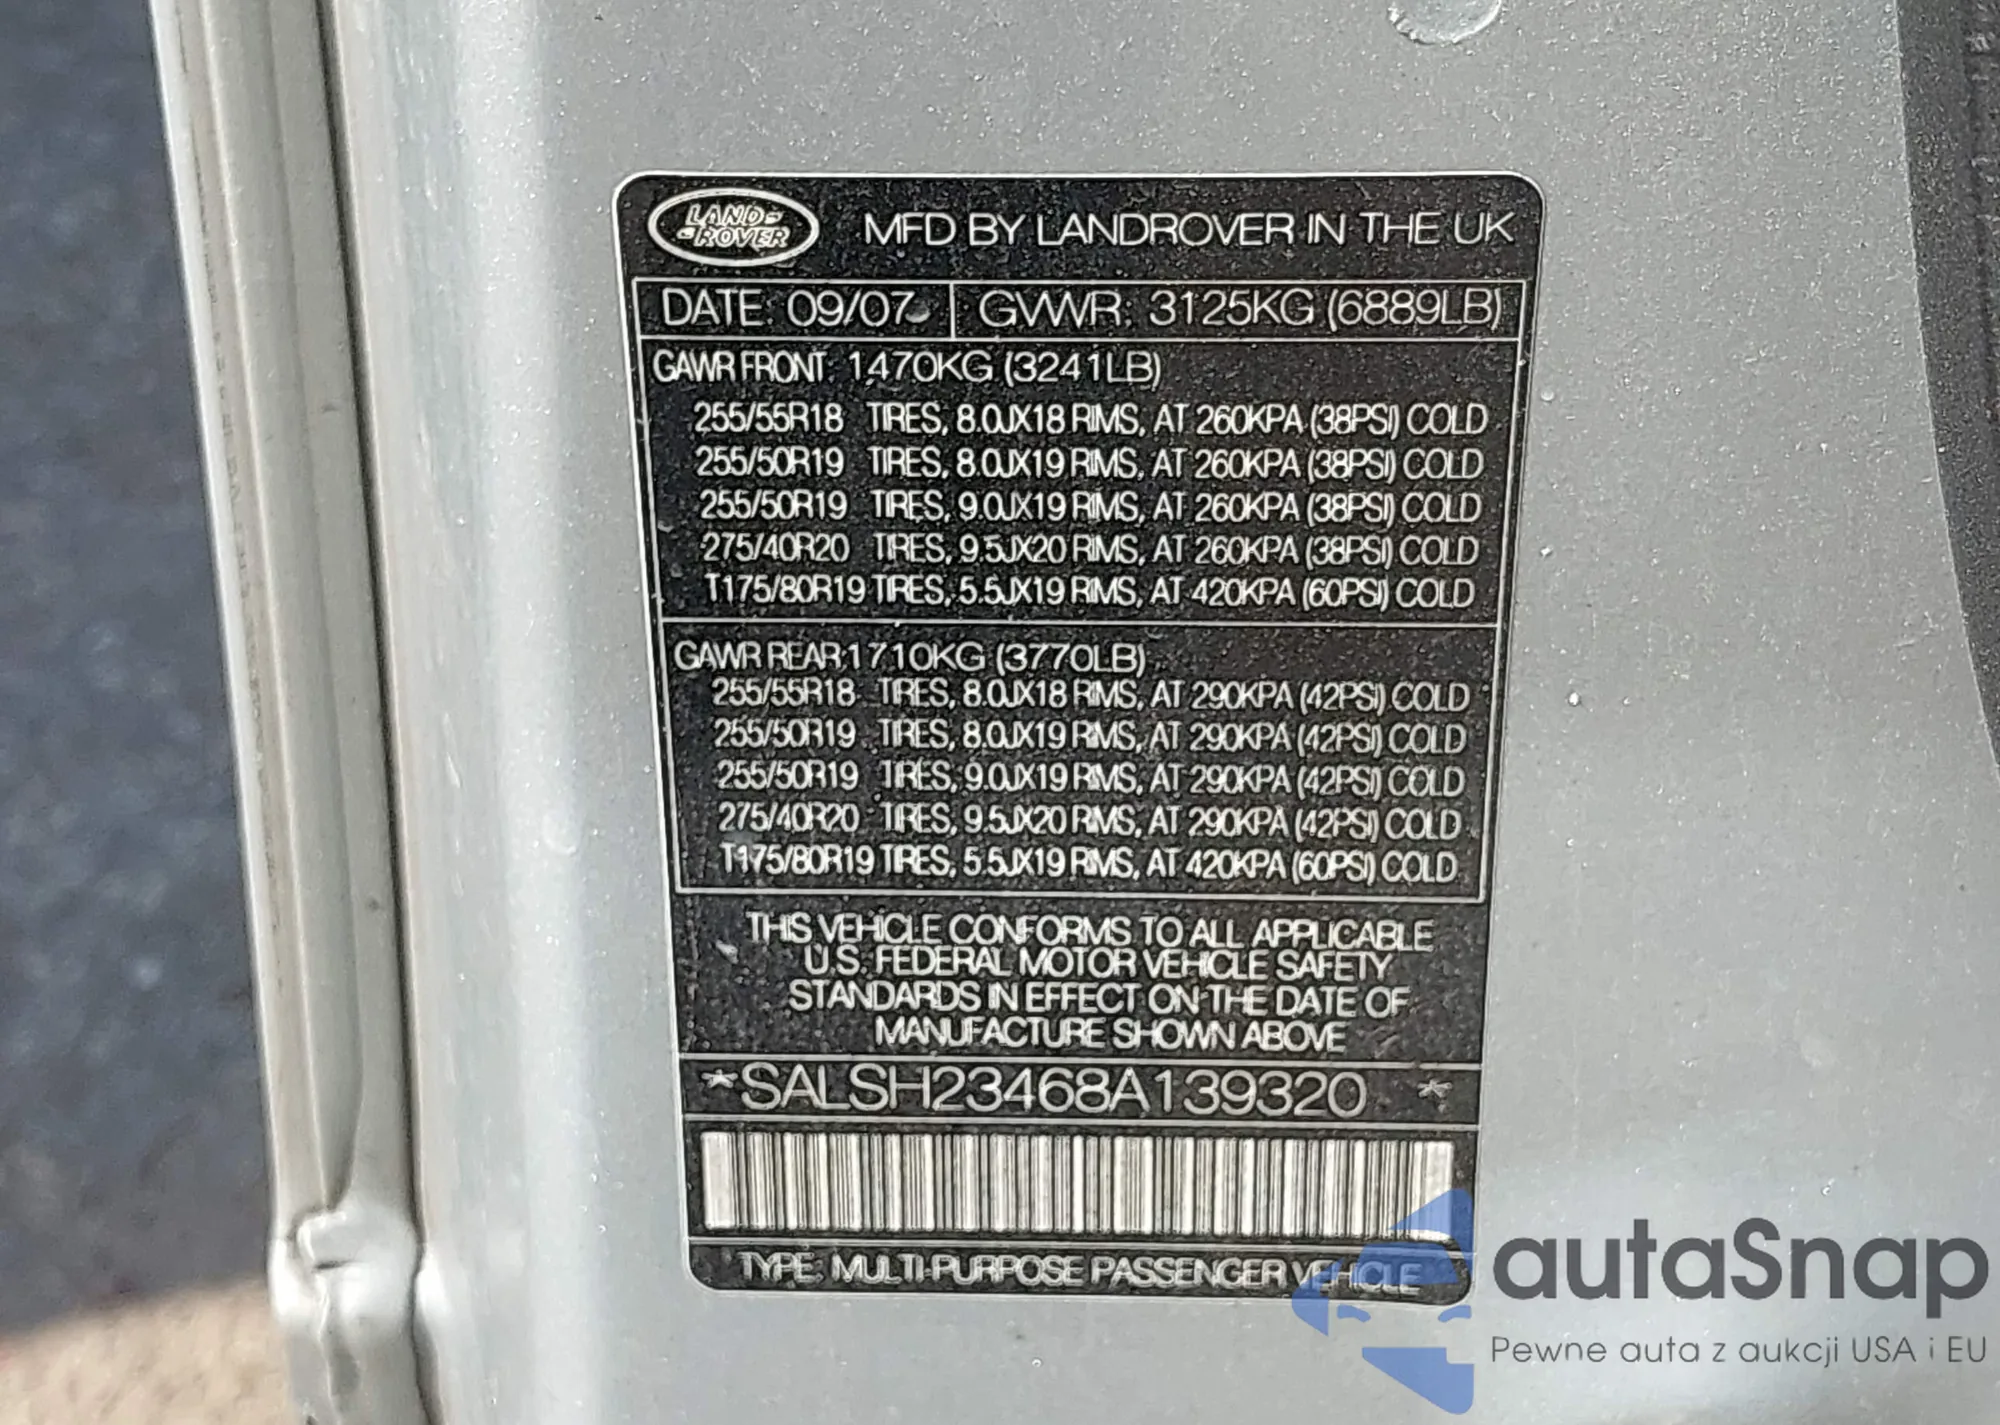 LAND-
-ROVER
MFD BY LANDROVER IN THE UK
DATE: 09/07
GVWR: 3125KG (6889LB)
GAWR FRONT: 1470KG (3241LB)
255/55R18 TIRES, 8.0JX18 RIMS, AT 260KPA (38PSI) COLD
255/50R19 TIRES, 8.0JX19 RIMS, AT 260KPA (38PSI) COLD
255/50R19 TIRES, 9.0JX19 RIMS, AT 260KPA (38PSI) COLD
275/40R20 TIRES, 9.5JX20 RIMS, AT 260KPA (38PSI) COLD
T175/80R19 TIRES, 5.5JX19 RIMS, AT 420KPA (60PSI) COLD
GAWR REAR:1710KG (3770LB)
255/55R18 TIRES, 8.0JX18 RIMS, AT 290KPA (42PSI) COLD
255/50R19 TIRES, 8.0JX19 RIMS, AT 290KPA (42PSI) COLD
255/50R19 TIRES, 9.0JX19 RIMS, AT 290KPA (42PSI) COLD
275/40R20 TIRES, 9.5JX20 RIMS, AT 290KPA (42PSI) COLD
T175/80R19 TIRES, 5.5JX19 RIMS, AT 420KPA (60PSI) COLD
THIS VEHICLE CONFORMS TO ALL APPLICABLE
U.S. FEDERAL MOTOR VEHICLE SAFETY
STANDARDS IN EFFECT ON THE DATE OF
MANUFACTURE SHOWN ABOVE
*SALSH23468A139320 *
TYPE: MULTI-PURPOSE PASSENGER VEHICLE
autaSnap
Pewne auta z aukcji USA i EU